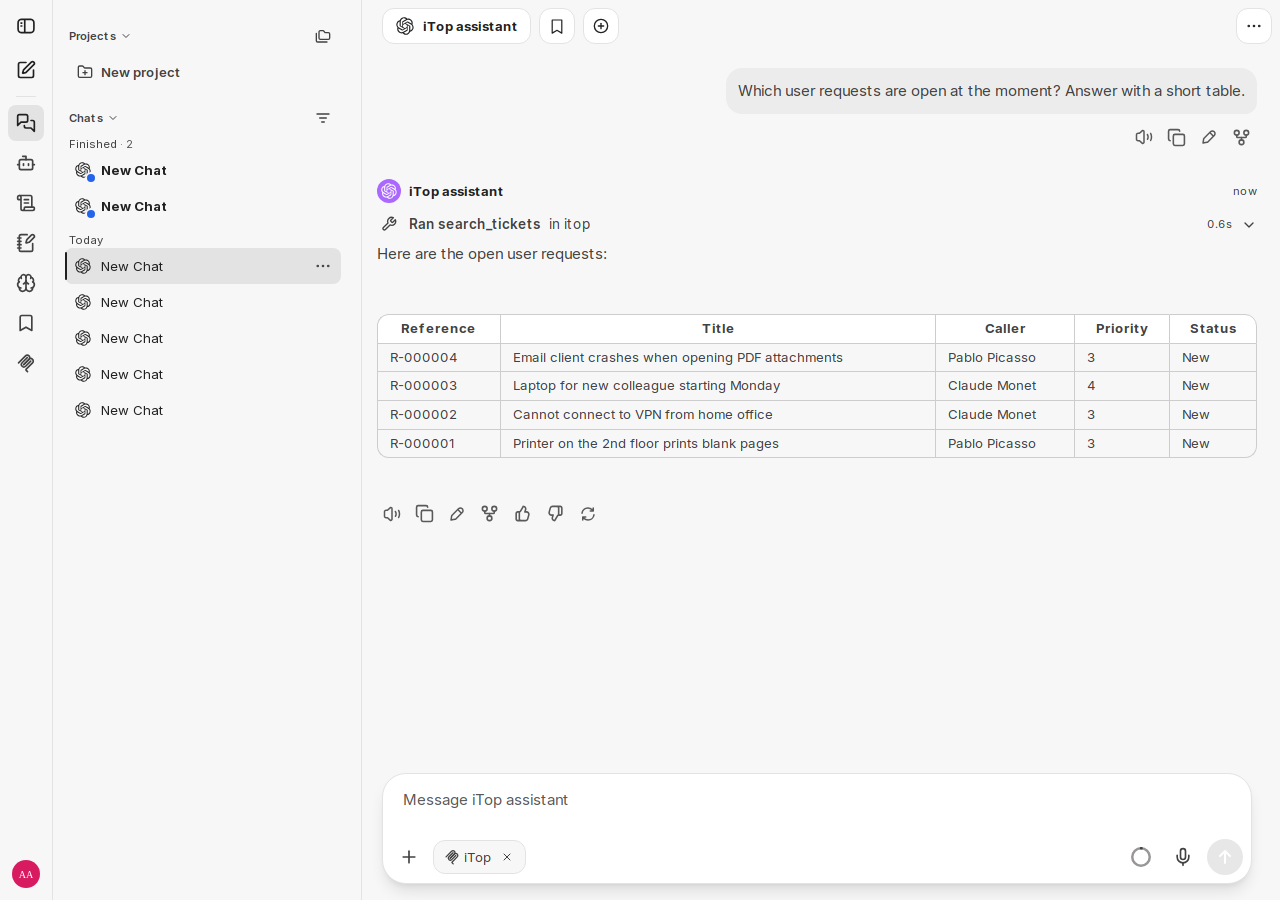 Projects
New project
Chats
Finished · 2
New Chat
New Chat
Today
New Chat
New Chat
New Chat
New Chat
New Chat
AA
iTop assistant
Which user requests are open at the moment? Answer with a short table.
iTop assistant now
Ran search_tickets in itop 0.6s
Here are the open user requests:
Reference Title Caller Priority Status
R-000004 Email client crashes when opening PDF attachments Pablo Picasso 3 New
R-000003 Laptop for new colleague starting Monday Claude Monet 4 New
R-000002 Cannot connect to VPN from home office Claude Monet 3 New
R-000001 Printer on the 2nd floor prints blank pages Pablo Picasso 3 New
Message iTop assistant
iTop